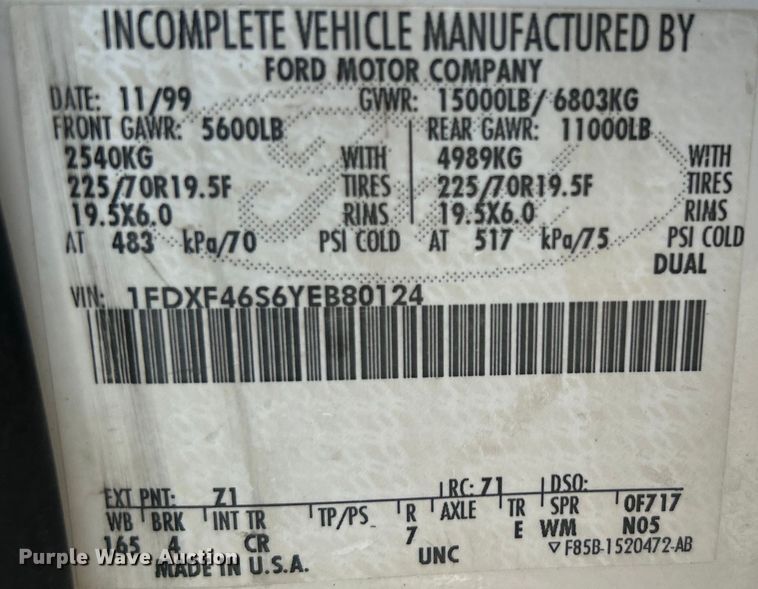 INCOMPLETE VEHICLE MANUFACTURED BY
FORD MOTOR COMPANY
DATE: 11/99 GVWR: 15000LB/ 6803KG
FRONT GAWR: 5600LB REAR GAWR: 11000LB
2540KG WITH 4989KG WITH
225/70R19.5F TIRES 225/70R19.5F TIRES
19.5X6.0 RIMS 19.5X6.0 RIMS
AT 483 kPa/70 PSI COLD AT 517 kPa/75 PSI COLD
DUAL
VIN: 1FDXF46S6YEB80124
EXT PNT: Z1 RC: 71 DSO:
WB BRK INT TR TP/PS R AXLE TR SPR 0F717
165 4 CR 7 E WM N05
UNC ▽F85B-1520472-AB
MADE IN U.S.A.
Purple Wave Auction